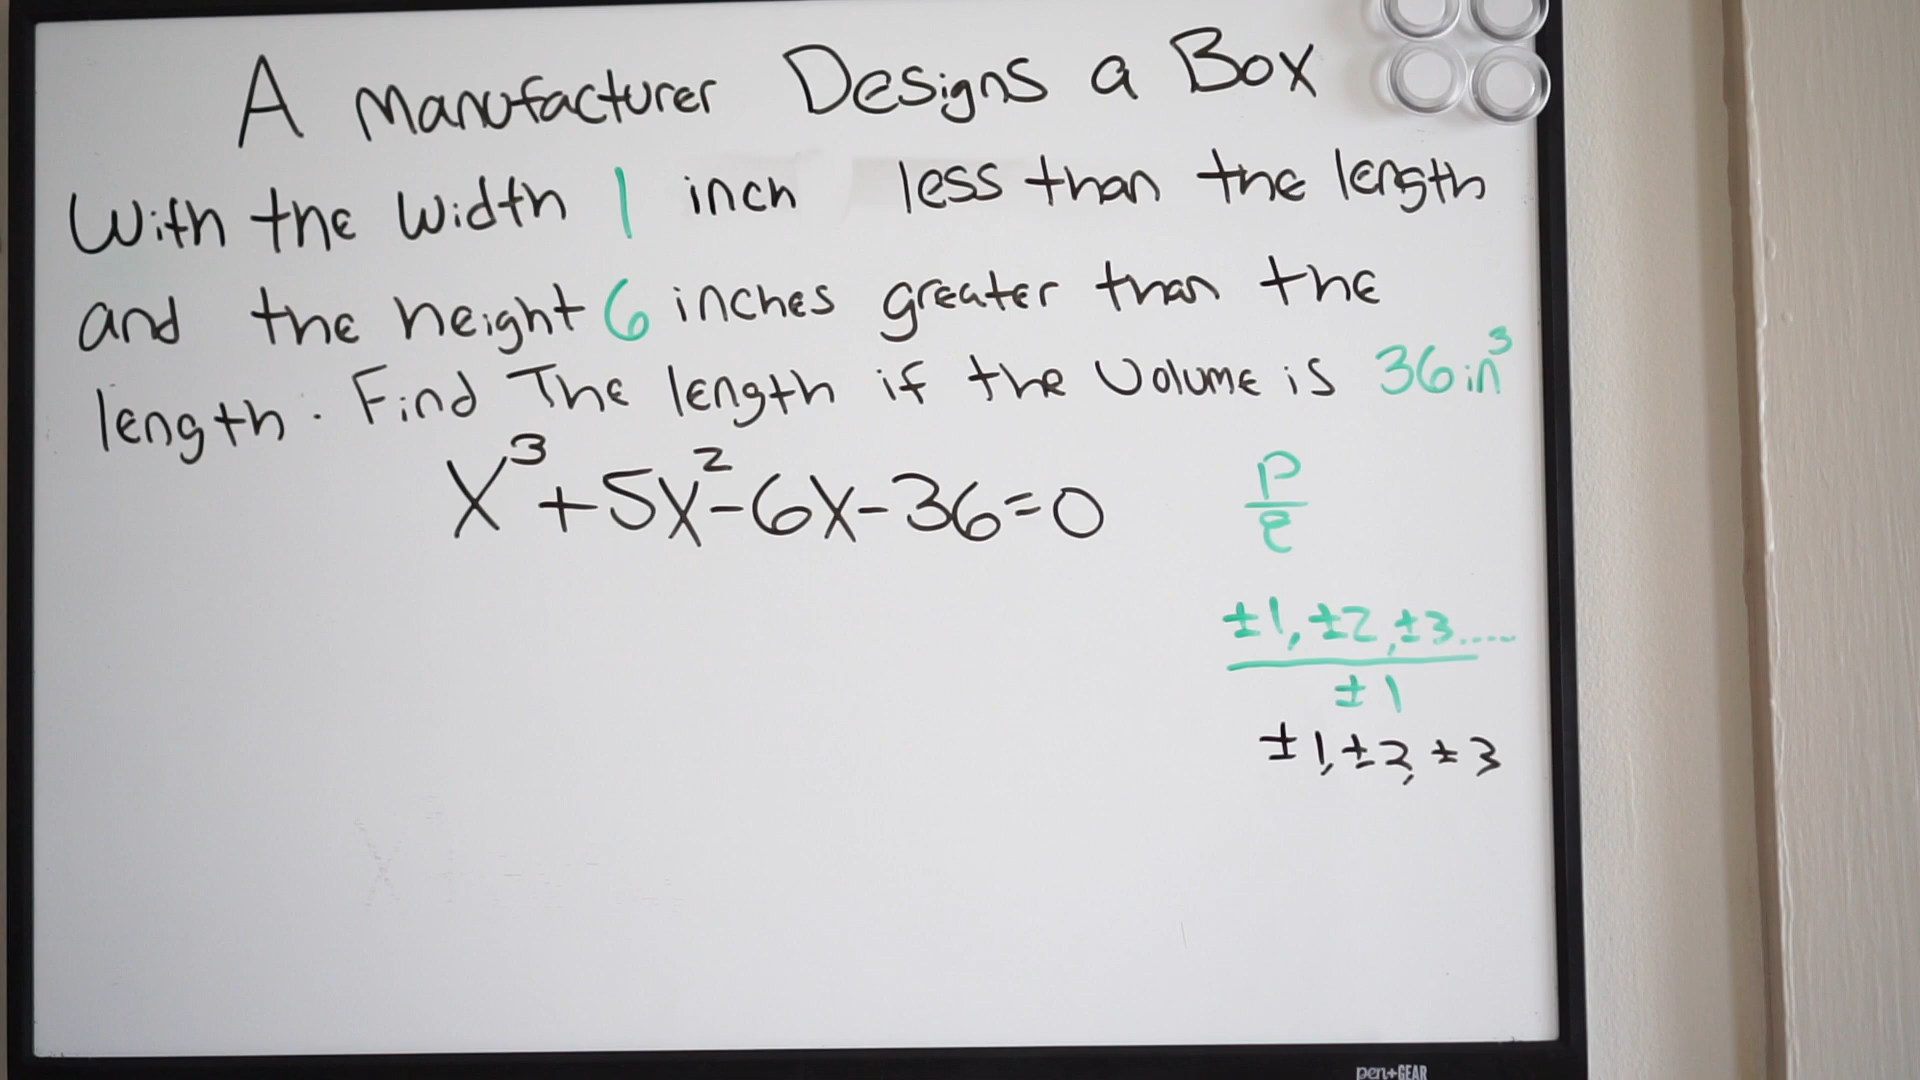 A Manufacturer Designs a Box
With the width 1 inch less than the length
and the height 6 inches greater than the
length. Find The length if the Volume is 36in³
x³+5x²-6x-36=0
P
q
±1, ±2, ±3.....
±1
±1, ±2, ±3
pen+GEAR